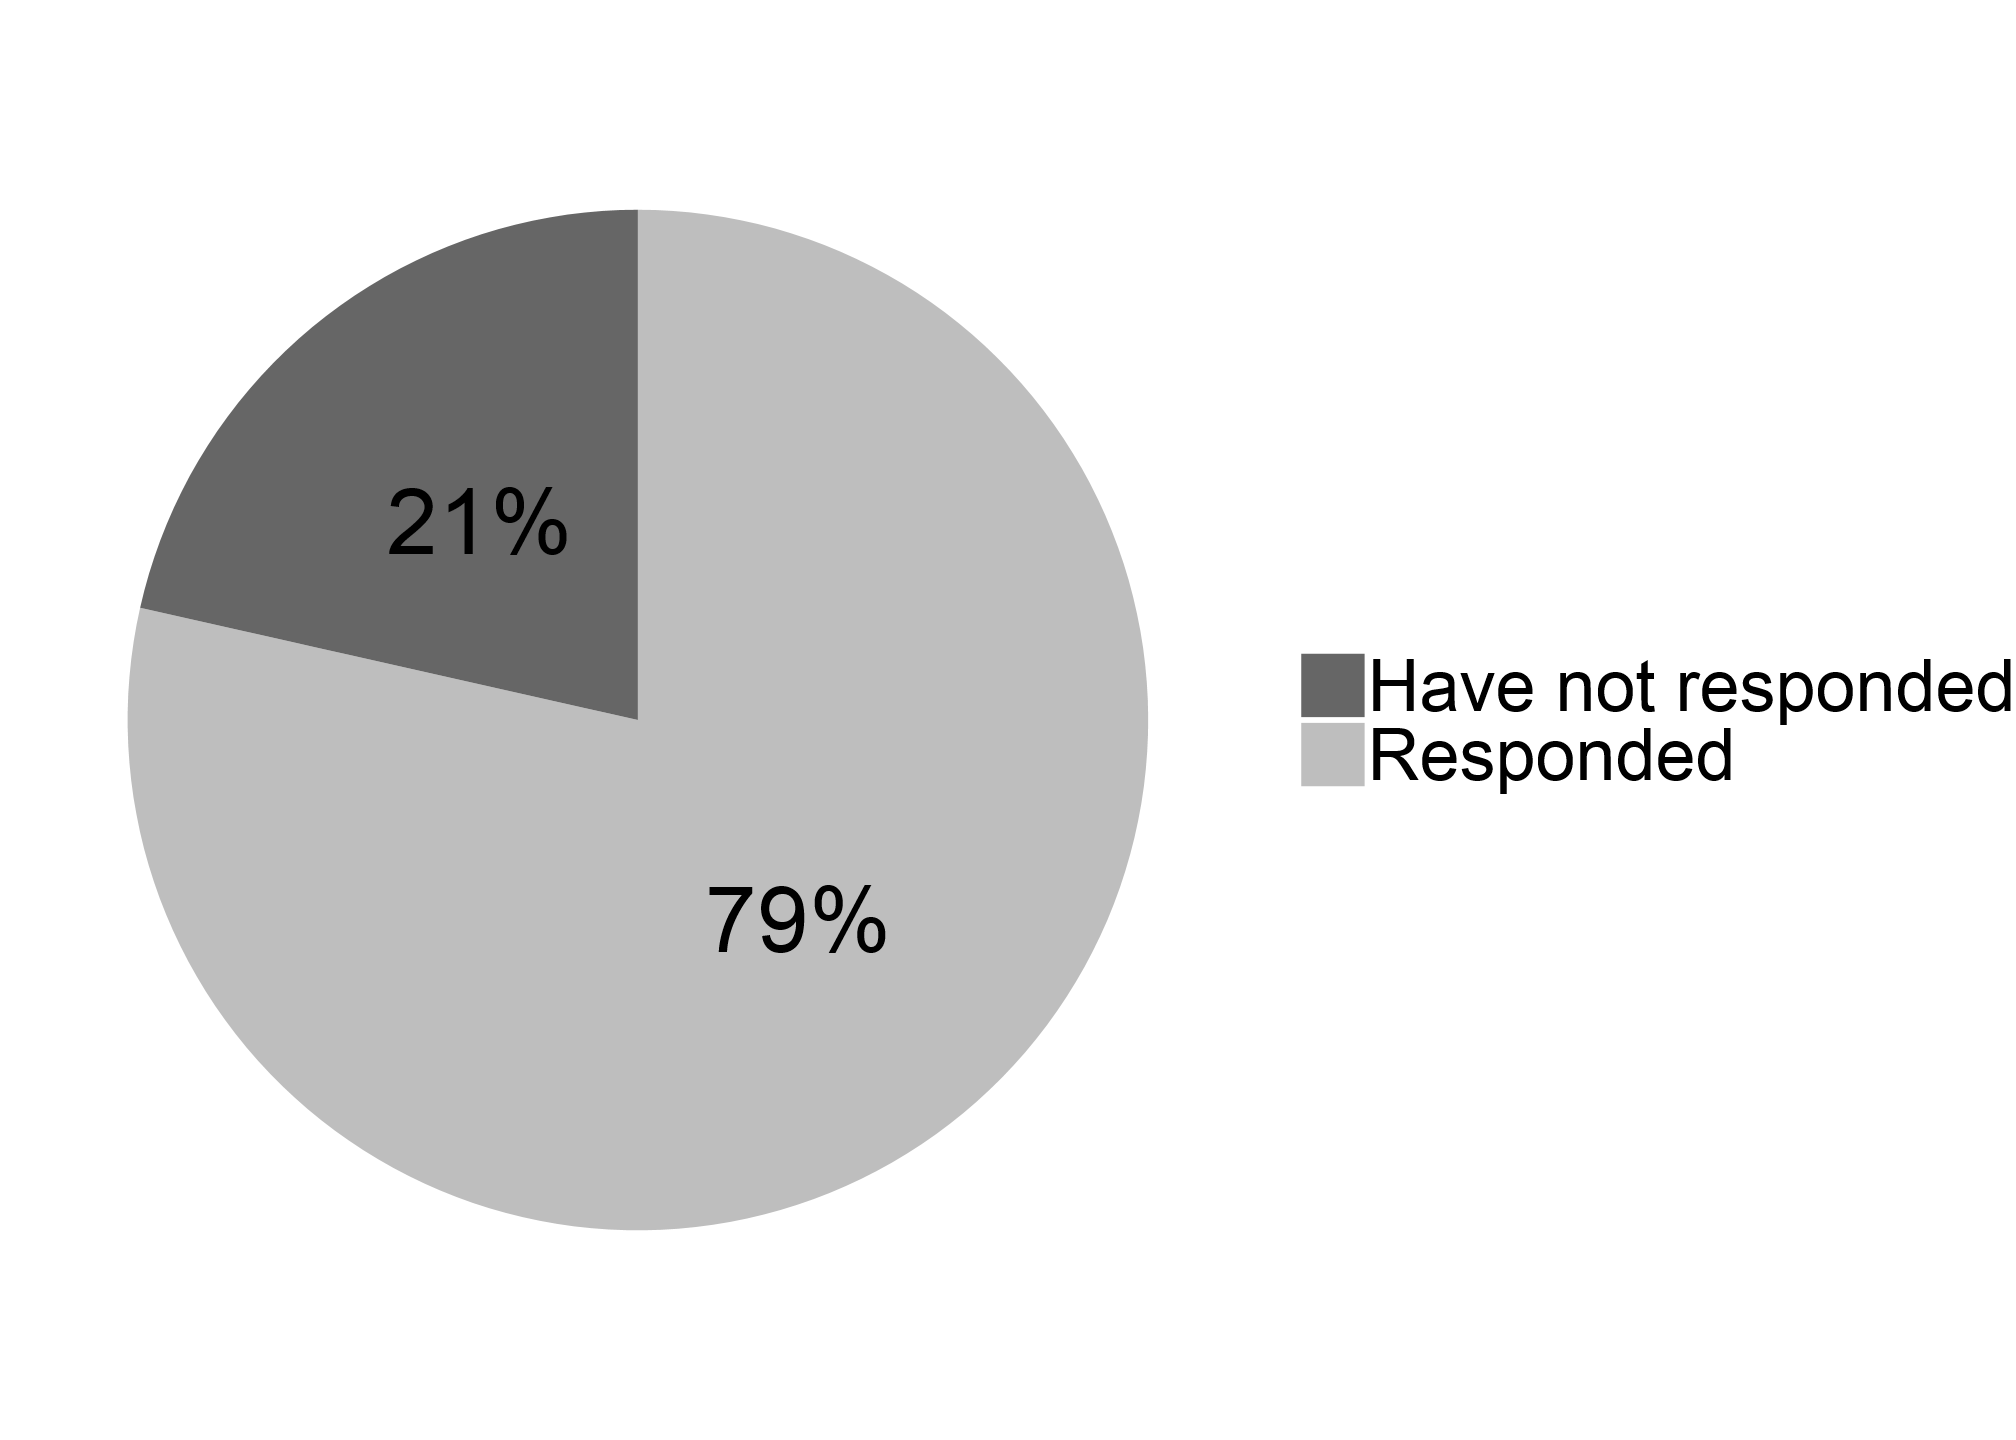 21%
79%
Have not responded
Responded